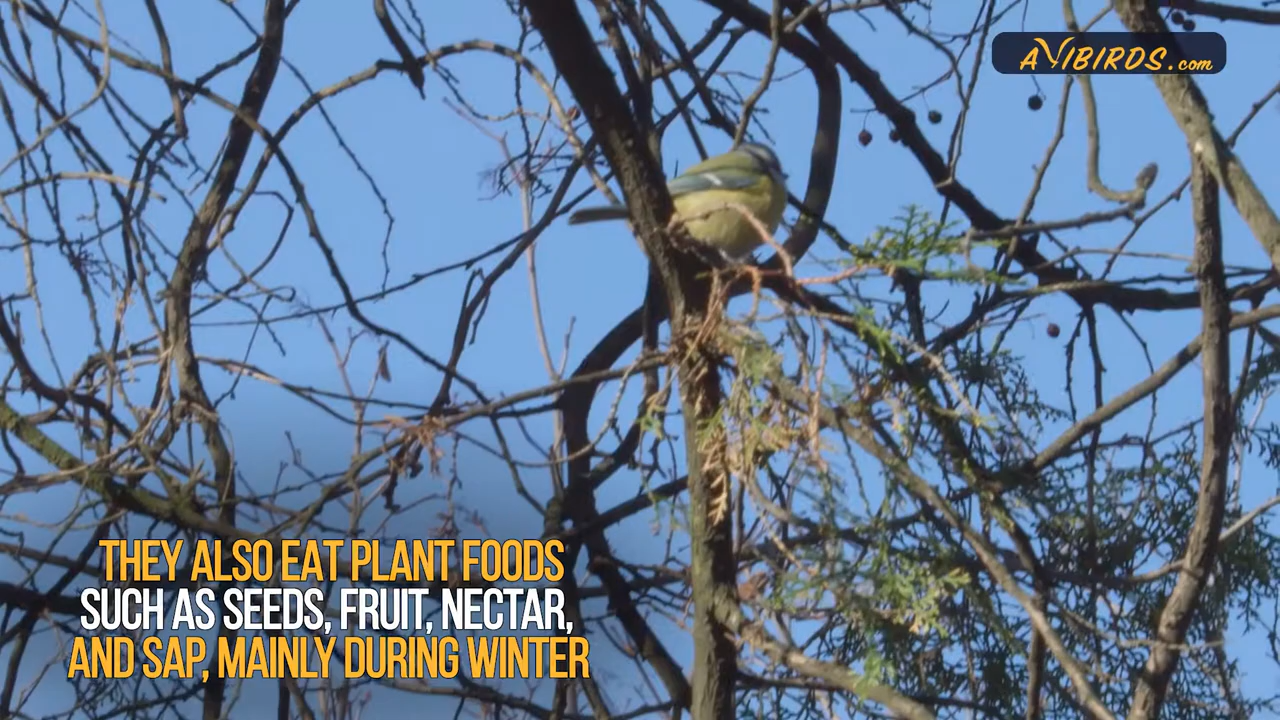 AVIBIRDS.com
THEY ALSO EAT PLANT FOODS
SUCH AS SEEDS, FRUIT, NECTAR,
AND SAP, MAINLY DURING WINTER